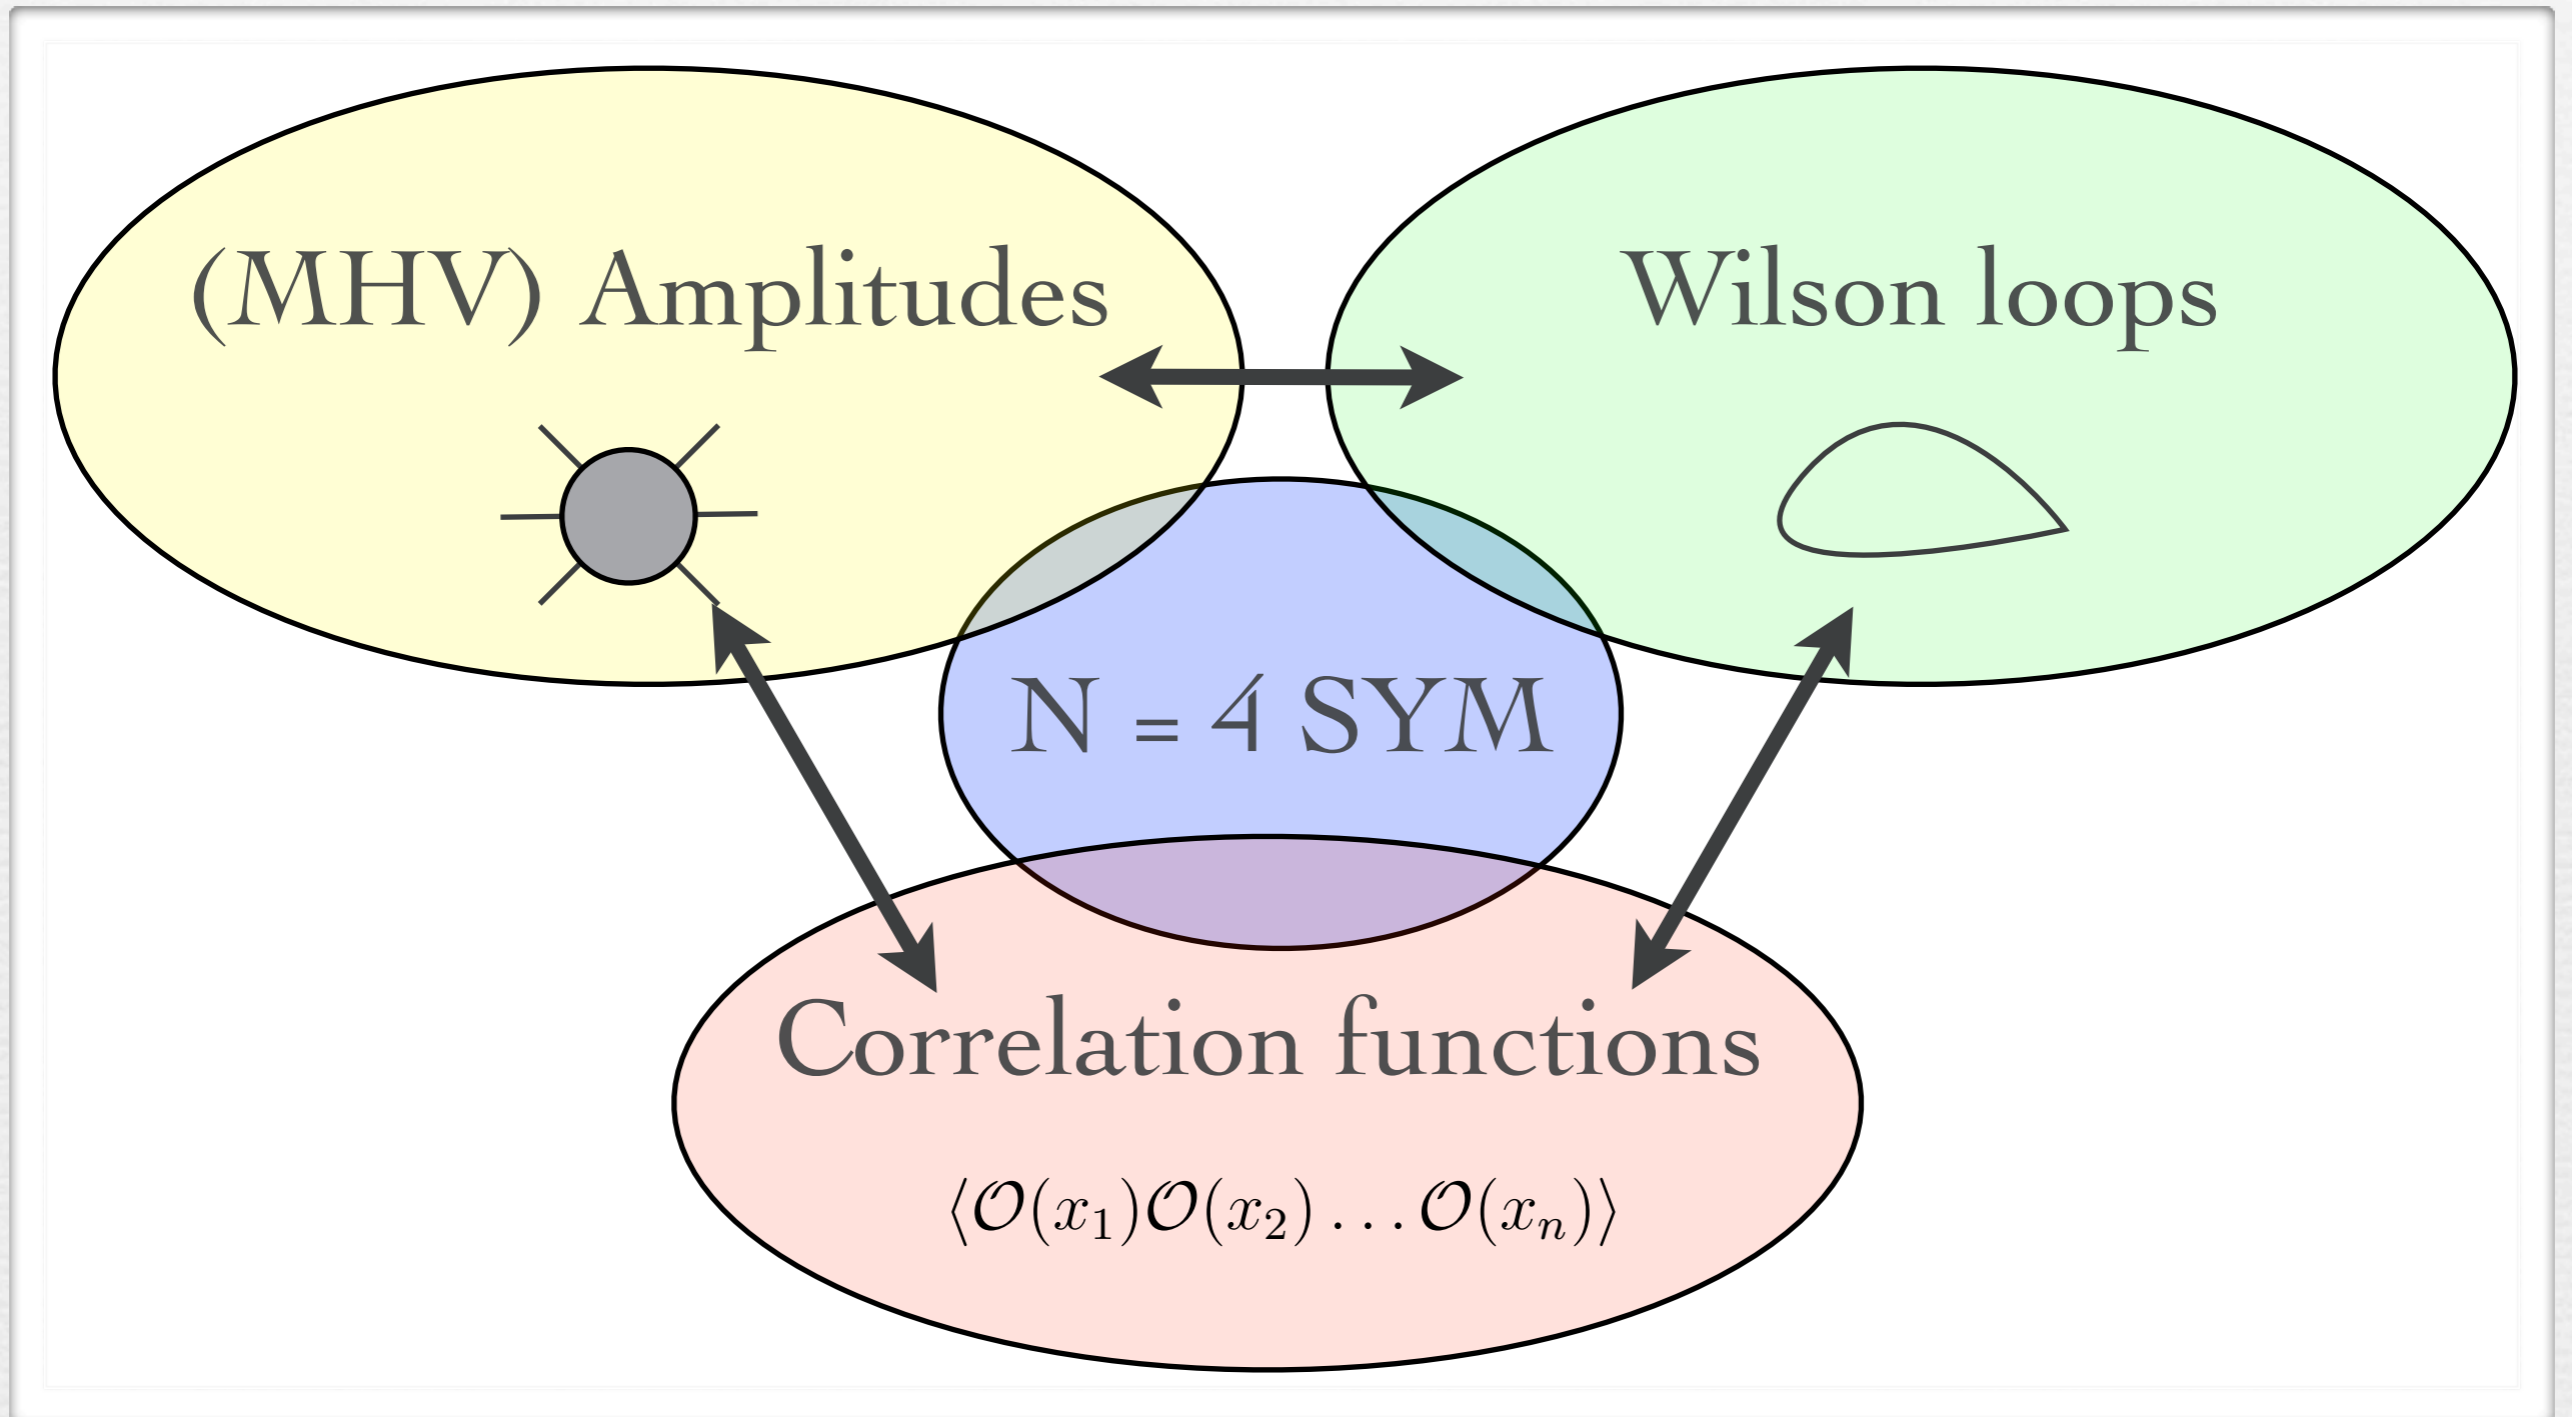 (MHV) Amplitudes
Wilson loops
N = 4 SYM
Correlation functions
⟨𝒪(x₁)𝒪(x₂) . . . 𝒪(xₙ)⟩